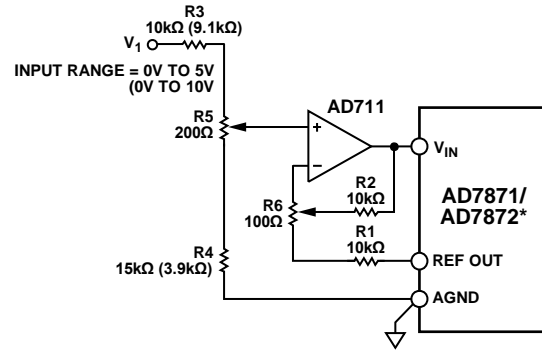 R3
10kΩ (9.1kΩ)
V1
INPUT RANGE = 0V TO 5V
(0V TO 10V
R5
200Ω
AD711
+
–
VIN
R2
10kΩ
R6
100Ω
AD7871/
AD7872*
R1
10kΩ
REF OUT
R4
15kΩ (3.9kΩ)
AGND